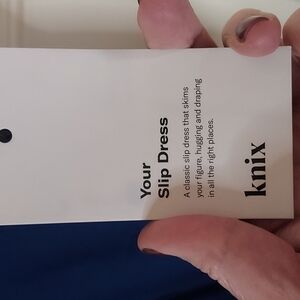 Your
Slip Dress
A classic slip dress that skims
your figure, hugging and draping
in all the right places.
knix